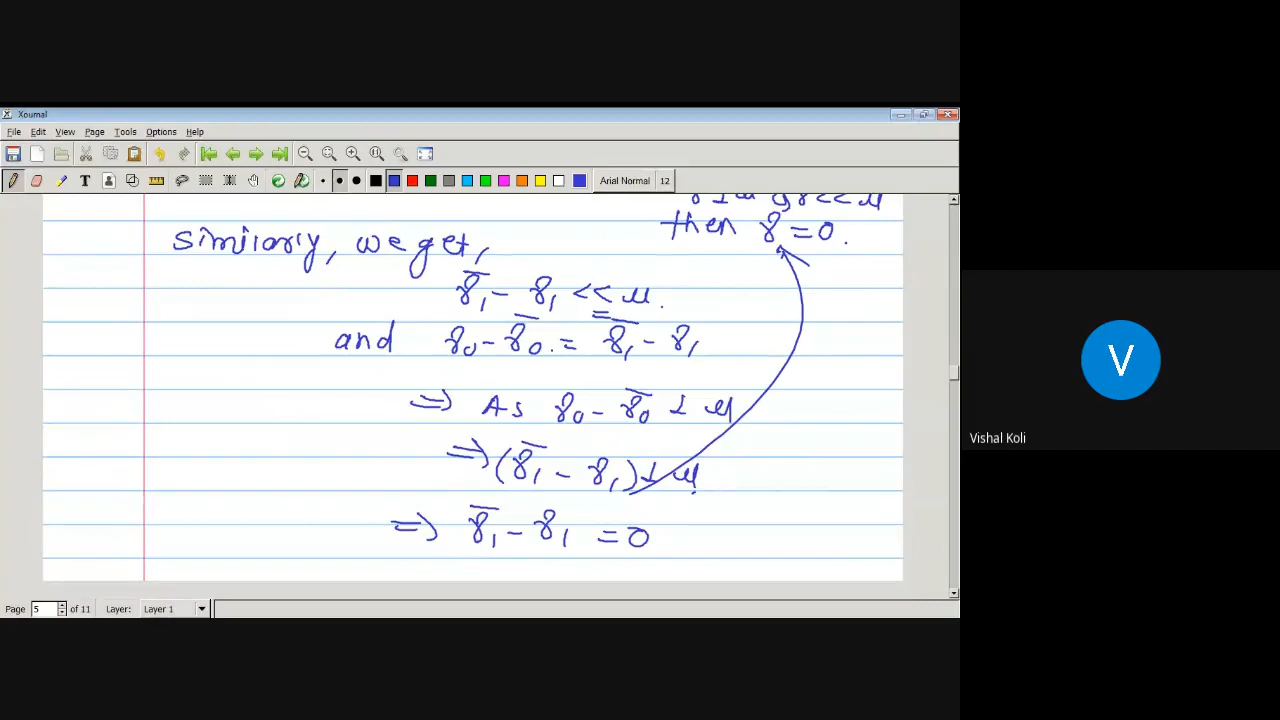 Xournal
File Edit View Page Tools Options Help
Arial Normal 12
then γ = 0.
similarly, we get,
γ̄₁ - γ₁ << μ.
and γ₀ - γ̄₀. = γ̄₁ - γ₁
=> As γ₀ - γ̄₀ ⊥ μ
=> (γ̄₁ - γ₁) ⊥ μ
=> γ̄₁ - γ₁ = 0
Page 5 of 11 Layer: Layer 1
V
Vishal Koli